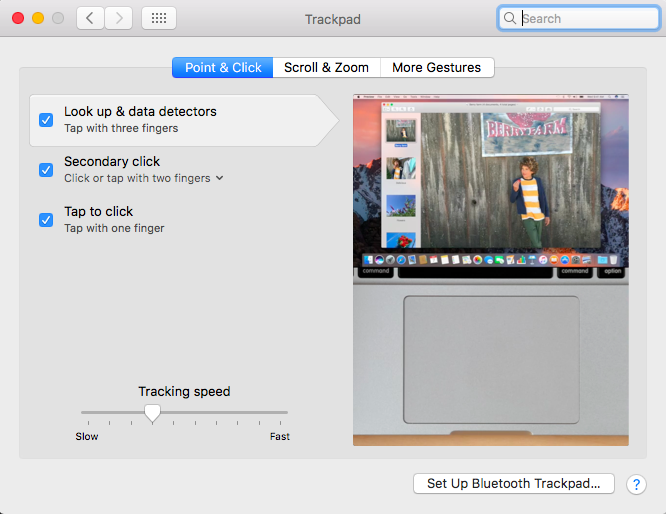 Trackpad
Search
Point & Click
Scroll & Zoom
More Gestures
Look up & data detectors
Tap with three fingers
Secondary click
Click or tap with two fingers
Tap to click
Tap with one finger
BERRY FARM
command
command
option
Tracking speed
Slow
Fast
Set Up Bluetooth Trackpad...
?